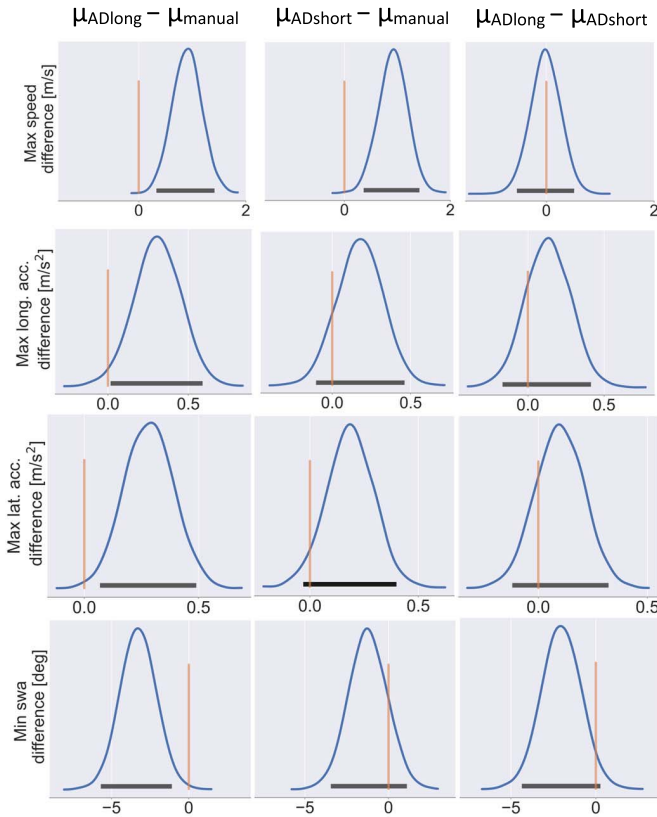 μADlong – μmanual μADshort – μmanual μADlong – μADshort
Max speed
difference [m/s]
0 2 0 2 0 2
Max long. acc.
difference [m/s²]
0.0 0.5 0.0 0.5 0.0 0.5
Max lat. acc.
difference [m/s²]
0.0 0.5 0.0 0.5 0.0 0.5
Min swa
difference [deg]
−5 0 −5 0 −5 0